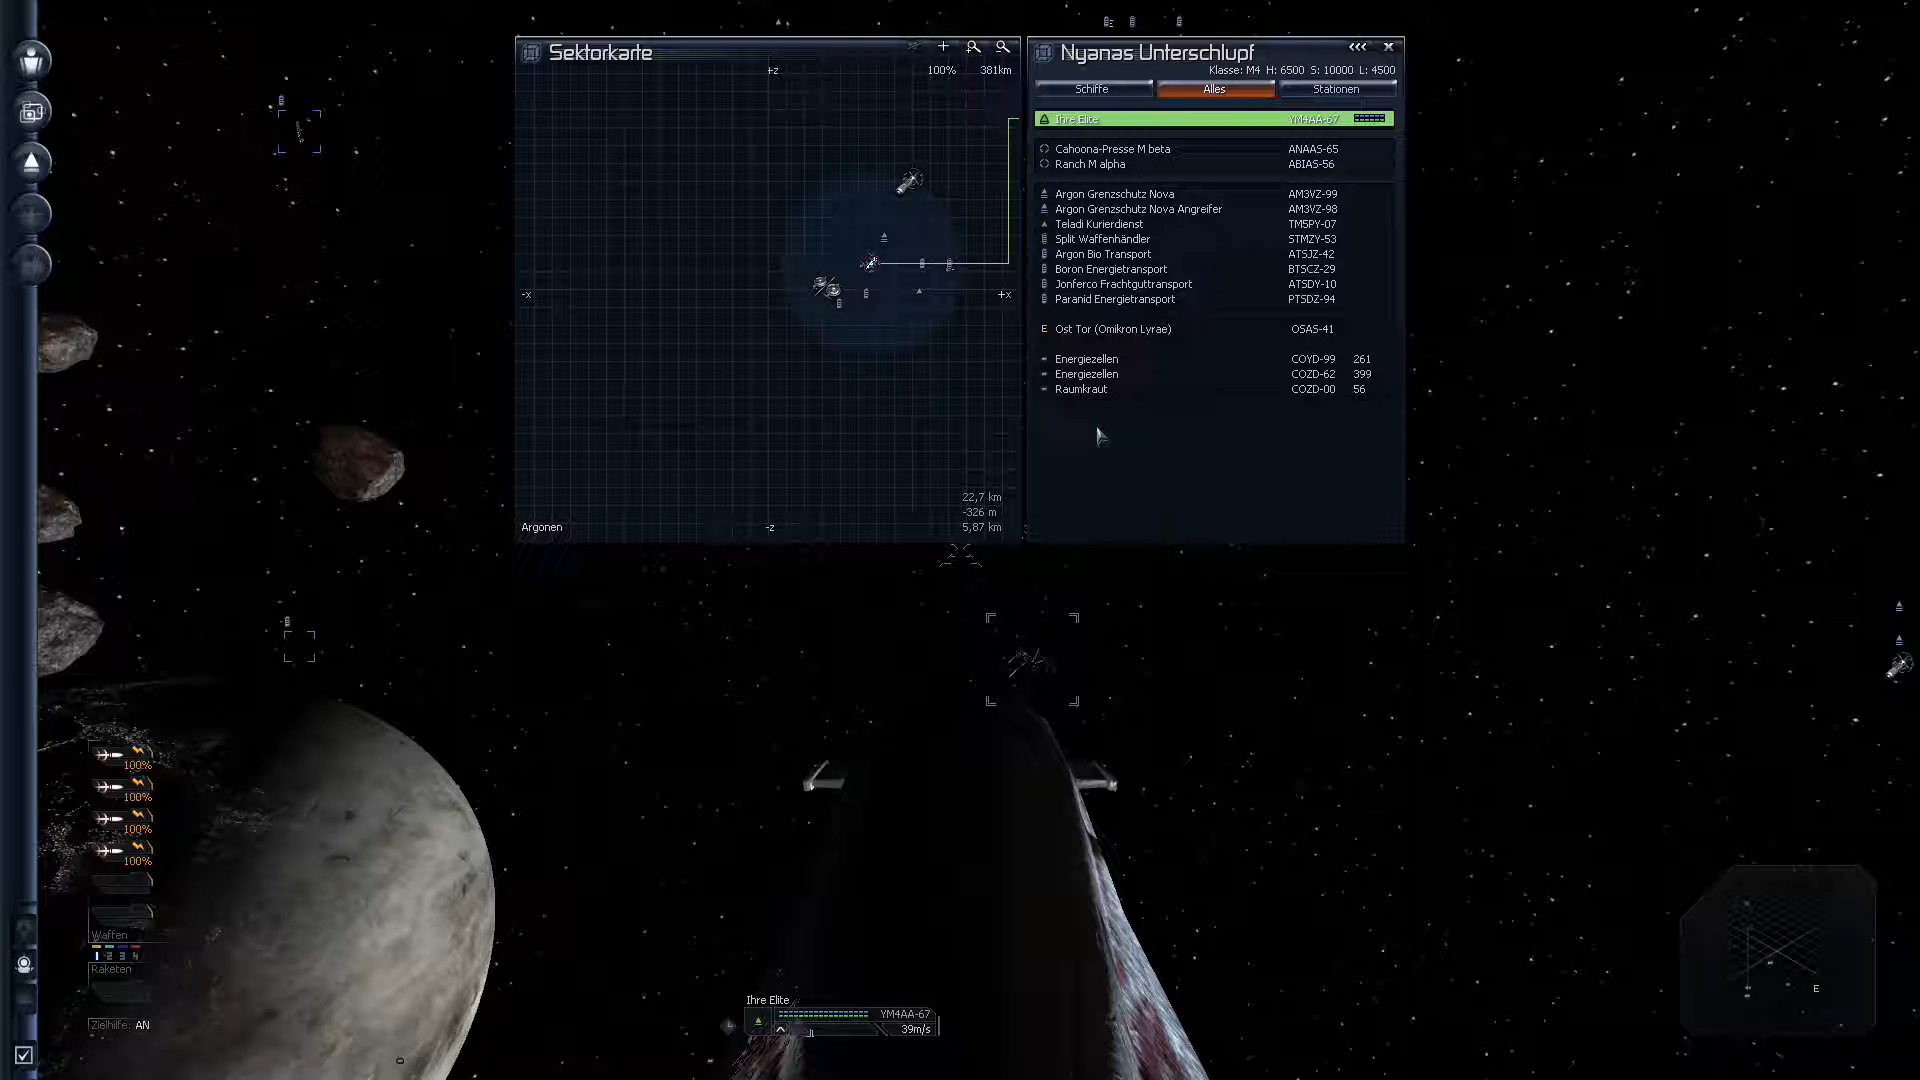 Sektorkarte
100% 381km
+z
-x
+x
22,7 km
-326 m
5,87 km
Argonen
-z
Nyanas Unterschlupf
Klasse: M4 H: 6500 S: 10000 L: 4500
Schiffe Alles Stationen
Ihre Elite YM4AA-67
Cahoona-Presse M beta ANAAS-65
Ranch M alpha ABIAS-56
Argon Grenzschutz Nova AM3VZ-99
Argon Grenzschutz Nova Angreifer AM3VZ-98
Teladi Kurierdienst TM5PY-07
Split Waffenhändler STMZY-53
Argon Bio Transport ATSJZ-42
Boron Energietransport BTSCZ-29
Jonferco Frachtguttransport ATSDY-10
Paranid Energietransport PTSDZ-94
E Ost Tor (Omikron Lyrae) OSAS-41
Energiezellen COYD-99 261
Energiezellen COZD-62 399
Raumkraut COZD-00 56
100%
100%
100%
100%
Waffen
1 2 3 4
Raketen
Zielhilfe: AN
Ihre Elite
YM4AA-67
39m/s
E